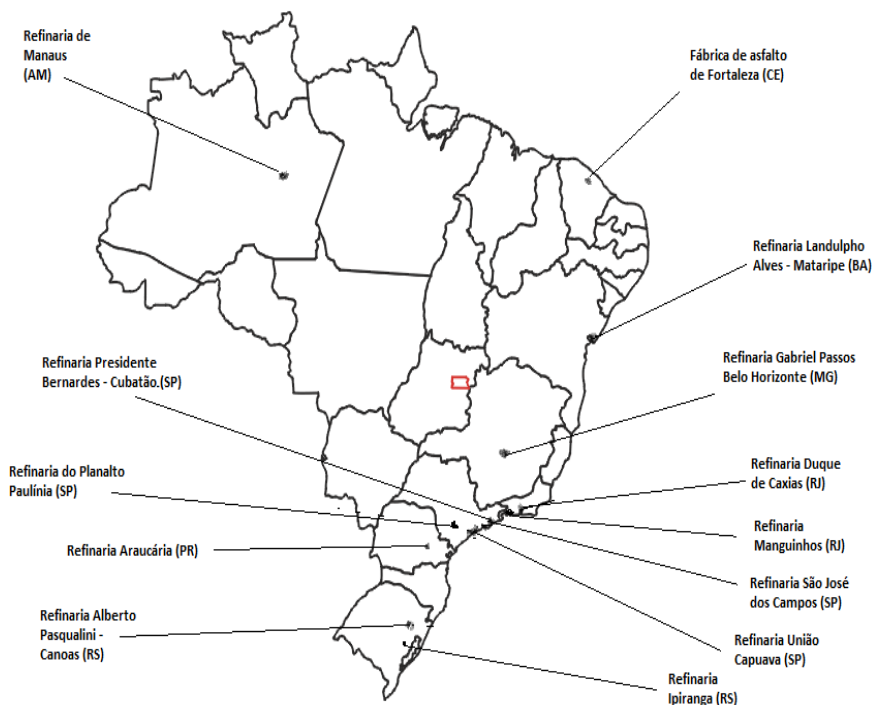 Refinaria de
Manaus
(AM)
Fábrica de asfalto
de Fortaleza (CE)
Refinaria Landulpho
Alves - Mataripe (BA)
Refinaria Presidente
Bernardes - Cubatão.(SP)
Refinaria Gabriel Passos
Belo Horizonte (MG)
Refinaria do Planalto
Paulínia (SP)
Refinaria Duque
de Caxias (RJ)
Refinaria
Manguinhos (RJ)
Refinaria Araucária (PR)
Refinaria São José
dos Campos (SP)
Refinaria Alberto
Pasqualini -
Canoas (RS)
Refinaria União
Capuava (SP)
Refinaria
Ipiranga (RS)